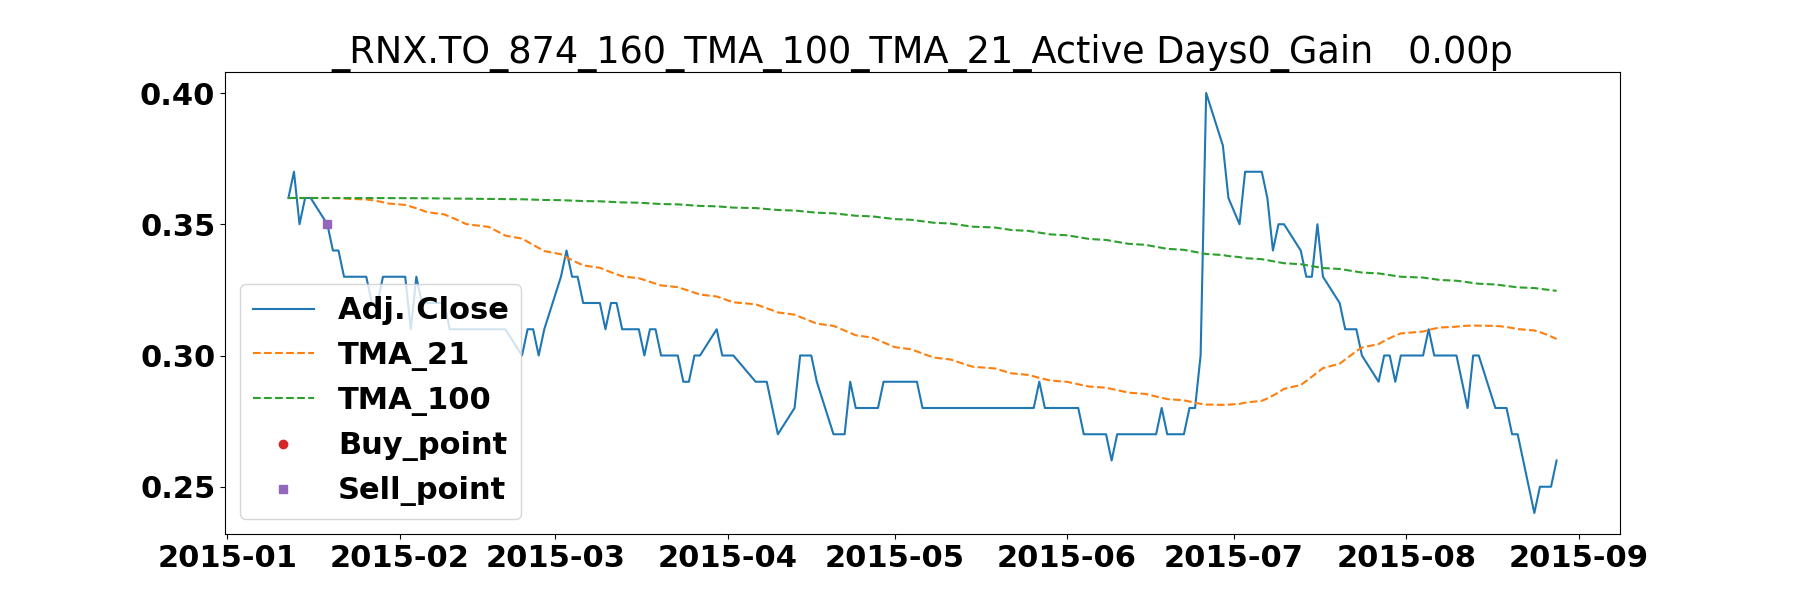 _RNX.TO_874_160_TMA_100_TMA_21_Active Days0_Gain   0.00p
0.40
0.35
0.30
0.25
Adj. Close
TMA_21
TMA_100
Buy_point
Sell_point
2015-01 2015-02 2015-03 2015-04 2015-05 2015-06 2015-07 2015-08 2015-09